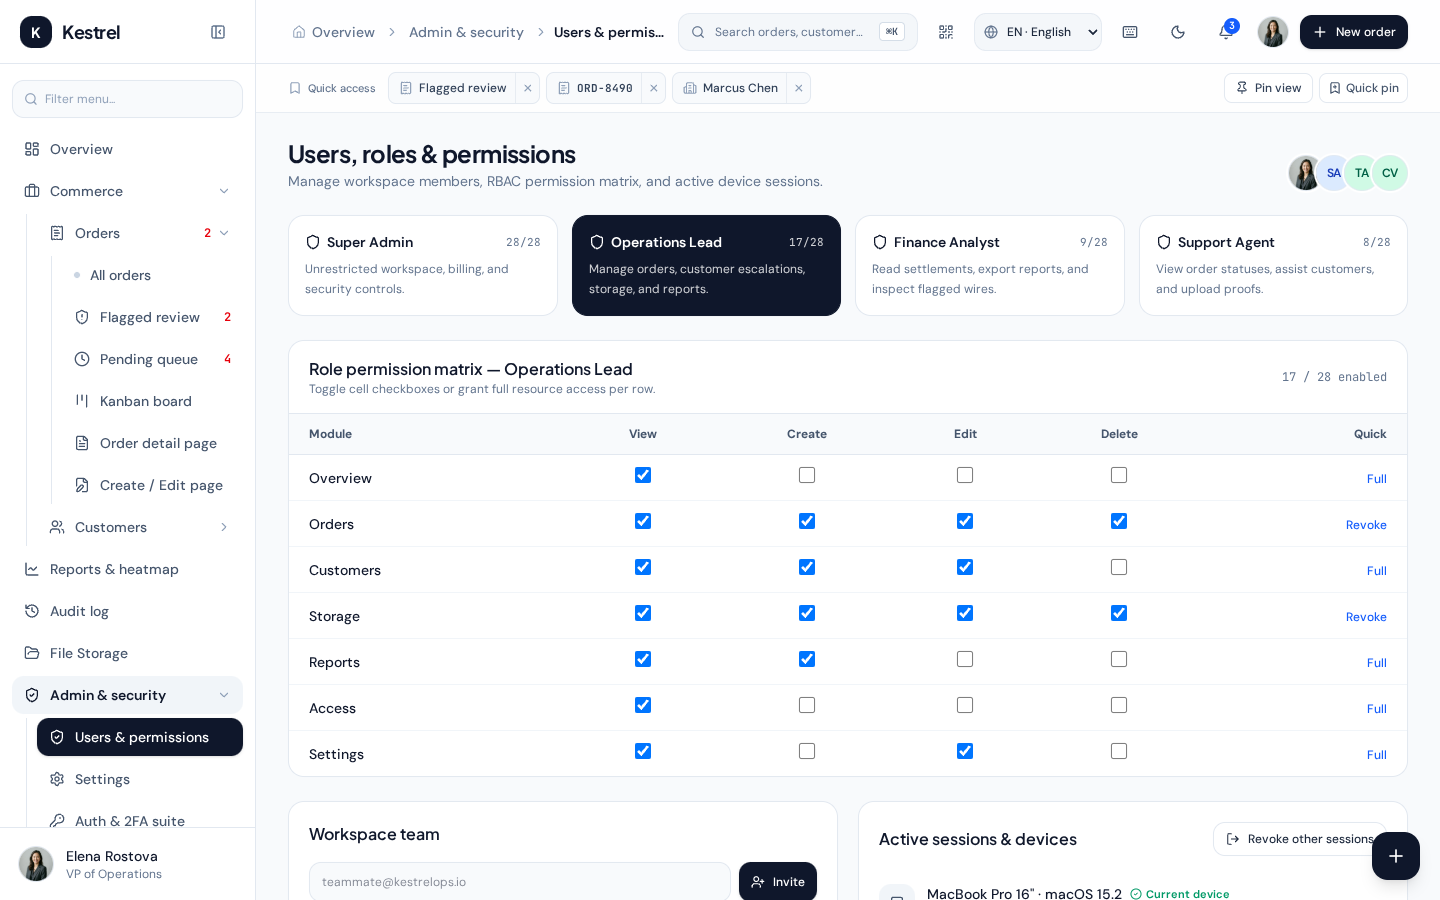 K Kestrel
Overview
Admin & security
Users & permis...
Search orders, customer...
⌘K
EN · English
3
New order
Filter menu...
Quick access
Flagged review
ORD-8490
Marcus Chen
Pin view
Quick pin
Overview
Commerce
Orders 2
All orders
Flagged review 2
Pending queue 4
Kanban board
Order detail page
Create / Edit page
Customers
Reports & heatmap
Audit log
File Storage
Admin & security
Users & permissions
Settings
Auth & 2FA suite
Elena Rostova
VP of Operations
Users, roles & permissions
Manage workspace members, RBAC permission matrix, and active device sessions.
SA TA CV
Super Admin 28/28
Unrestricted workspace, billing, and
security controls.
Operations Lead 17/28
Manage orders, customer escalations,
storage, and reports.
Finance Analyst 9/28
Read settlements, export reports, and
inspect flagged wires.
Support Agent 8/28
View order statuses, assist customers,
and upload proofs.
Role permission matrix — Operations Lead
Toggle cell checkboxes or grant full resource access per row.
17 / 28 enabled
Module View Create Edit Delete Quick
Overview Full
Orders Revoke
Customers Full
Storage Revoke
Reports Full
Access Full
Settings Full
Workspace team
teammate@kestrelops.io
Invite
Active sessions & devices
Revoke other sessions
MacBook Pro 16" · macOS 15.2 Current device